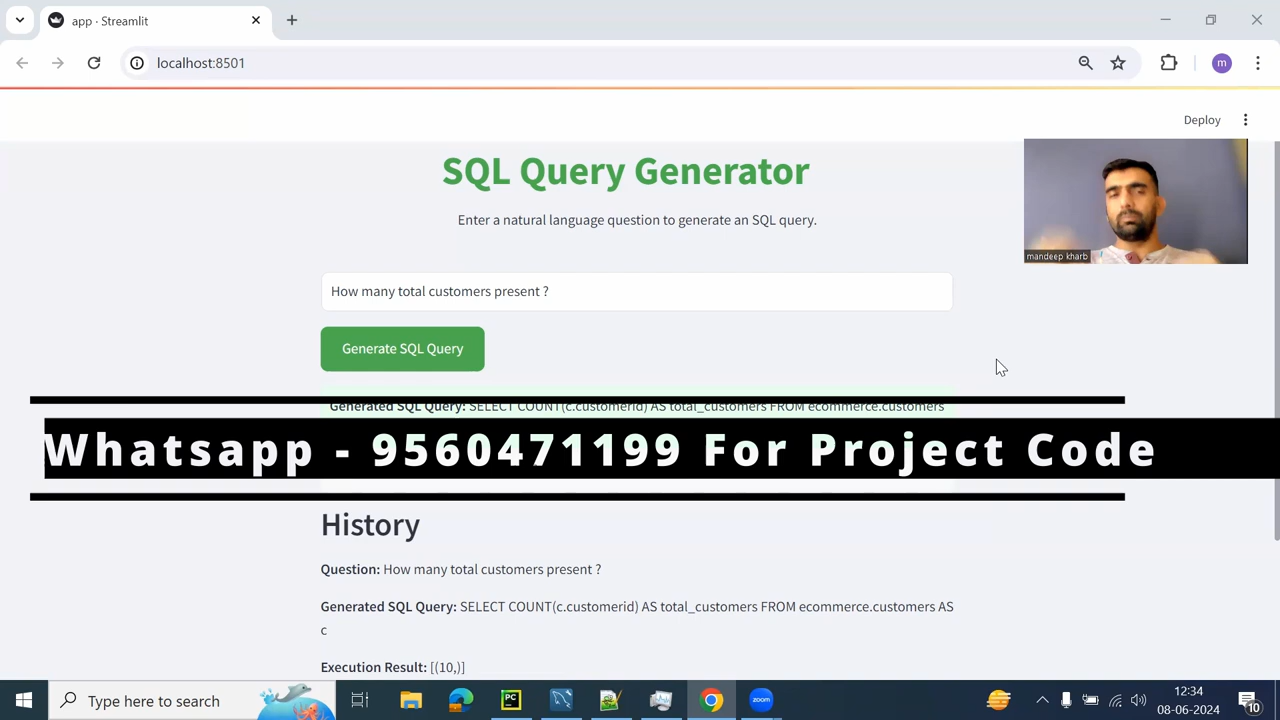 app · Streamlit
localhost:8501
m
Deploy
SQL Query Generator
Enter a natural language question to generate an SQL query.
mandeep kharb
How many total customers present ?
Generate SQL Query
Generated SQL Query: SELECT COUNT(c.customerid) AS total_customers FROM ecommerce.customers
Whatsapp - 9560471199 For Project Code
History
Question: How many total customers present ?
Generated SQL Query: SELECT COUNT(c.customerid) AS total_customers FROM ecommerce.customers AS
c
Execution Result: [(10,)]
Type here to search
PC
zoom
12:34
08-06-2024
10